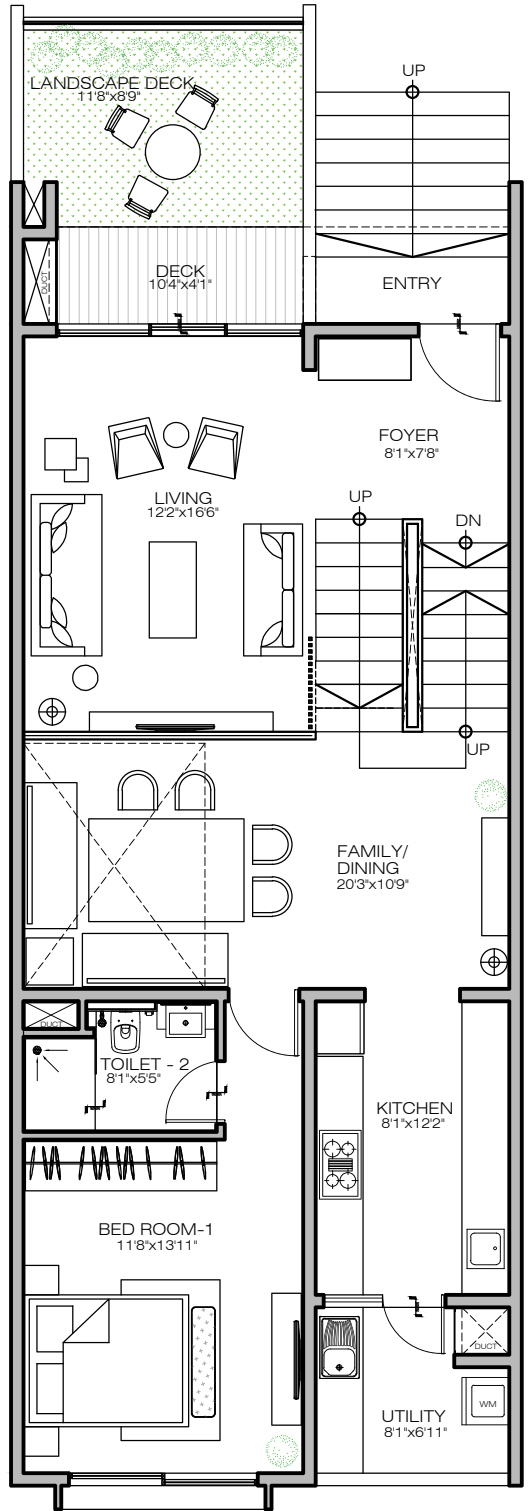 UP
LANDSCAPE DECK
11'8"x8'9"
DUCT
DECK
10'4"x4'1"
ENTRY
FOYER
8'1"x7'8"
LIVING
12'2"x16'6"
UP
DN
UP
FAMILY/
DINING
20'3"x10'9"
DUCT
TOILET - 2
8'1"x5'5"
KITCHEN
8'1"x12'2"
BED ROOM-1
11'8"x13'11"
DUCT
WM
UTILITY
8'1"x6'11"